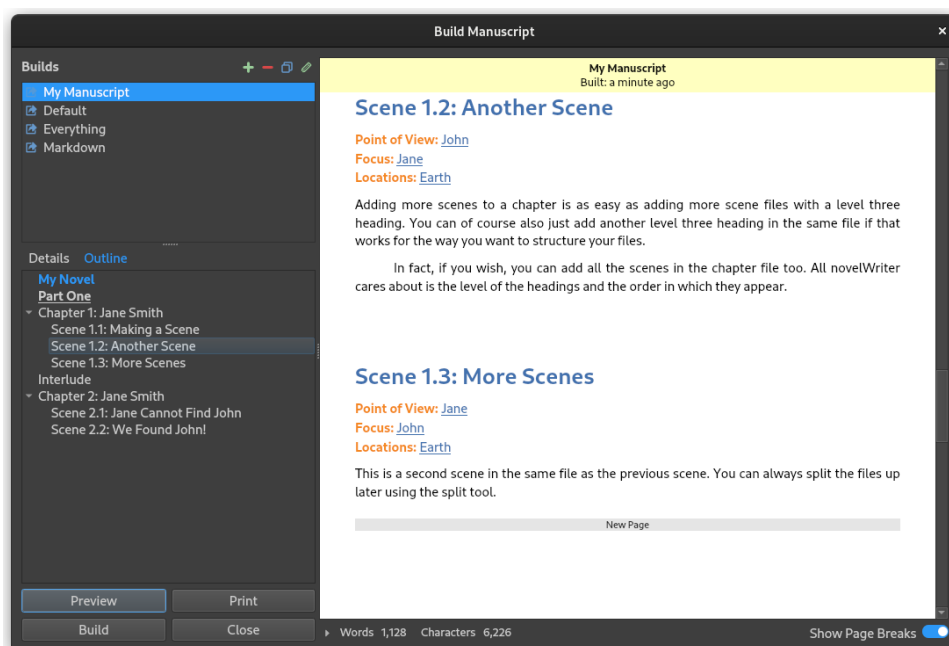 Build Manuscript
Builds
My Manuscript
Default
Everything
Markdown
Details Outline
My Novel
Part One
Chapter 1: Jane Smith
Scene 1.1: Making a Scene
Scene 1.2: Another Scene
Scene 1.3: More Scenes
Interlude
Chapter 2: Jane Smith
Scene 2.1: Jane Cannot Find John
Scene 2.2: We Found John!
Preview Print
Build Close
My Manuscript
Built: a minute ago
Scene 1.2: Another Scene
Point of View: John
Focus: Jane
Locations: Earth
Adding more scenes to a chapter is as easy as adding more scene files with a level three
heading. You can of course also just add another level three heading in the same file if that
works for the way you want to structure your files.
In fact, if you wish, you can add all the scenes in the chapter file too. All novelWriter
cares about is the level of the headings and the order in which they appear.
Scene 1.3: More Scenes
Point of View: Jane
Focus: John
Locations: Earth
This is a second scene in the same file as the previous scene. You can always split the files up
later using the split tool.
New Page
Words 1,128 Characters 6,226
Show Page Breaks